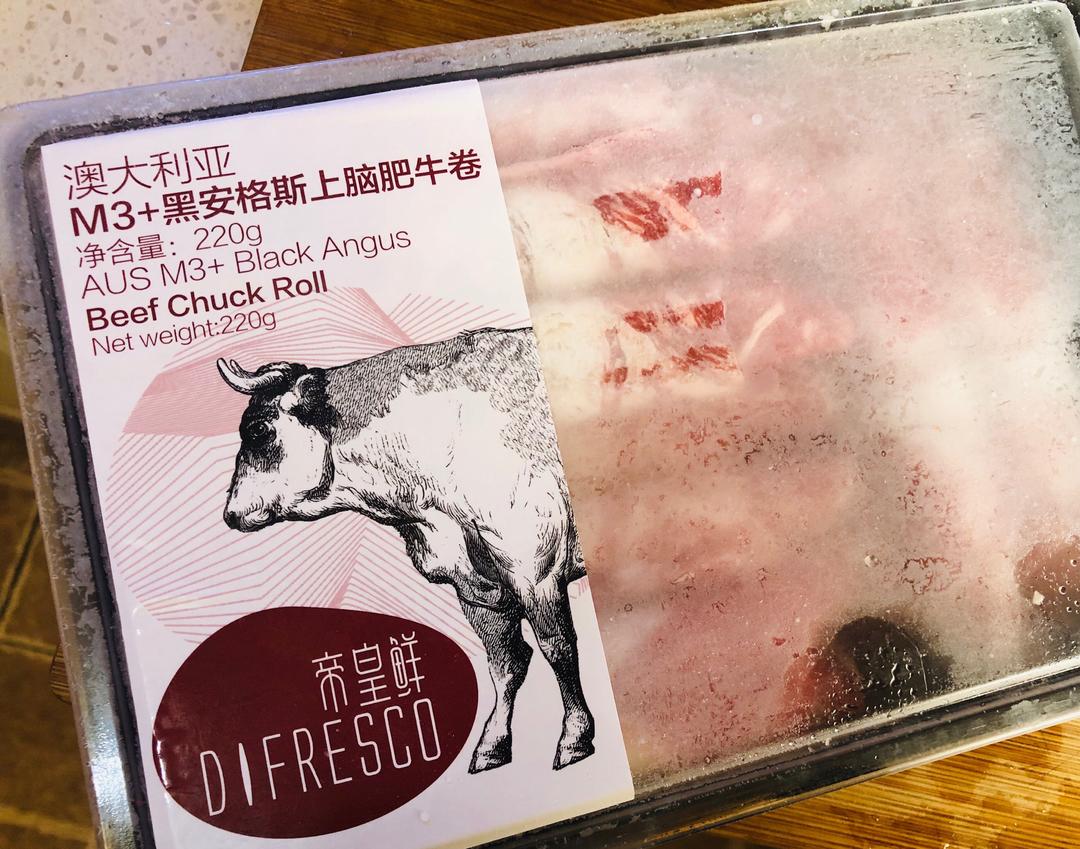 澳大利亚
M3+黑安格斯上脑肥牛卷
净含量：220g
AUS M3+ Black Angus
Beef Chuck Roll
Net weight:220g
帝皇鲜
DIFRESCO